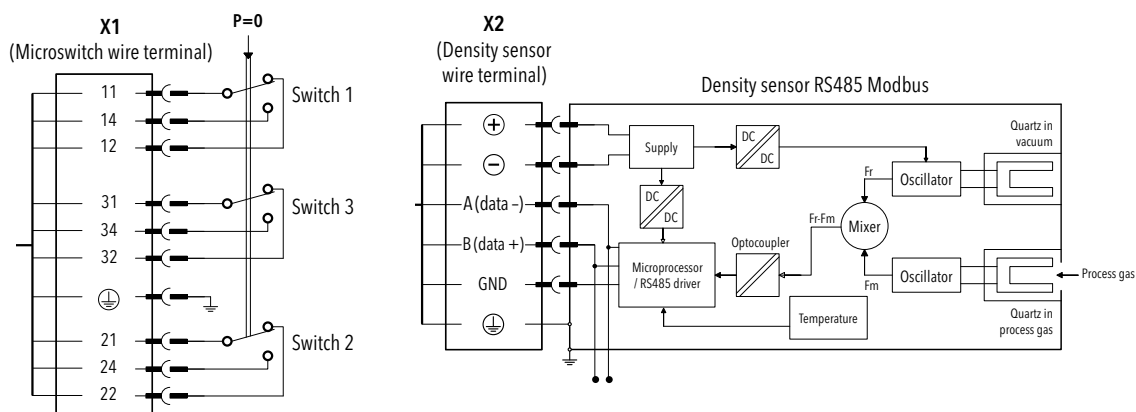 X1
(Microswitch wire terminal)
P=0
11
14
12
Switch 1
31
34
32
Switch 3
21
24
22
Switch 2
X2
(Density sensor
wire terminal)
Density sensor RS485 Modbus
+
−
A (data –)
B (data +)
GND
Supply
DC
DC
DC
DC
Microprocessor
/ RS485 driver
Optocoupler
Temperature
Fr-Fm
Mixer
Fr
Fm
Oscillator
Oscillator
Quartz in
vacuum
Process gas
Quartz in
process gas